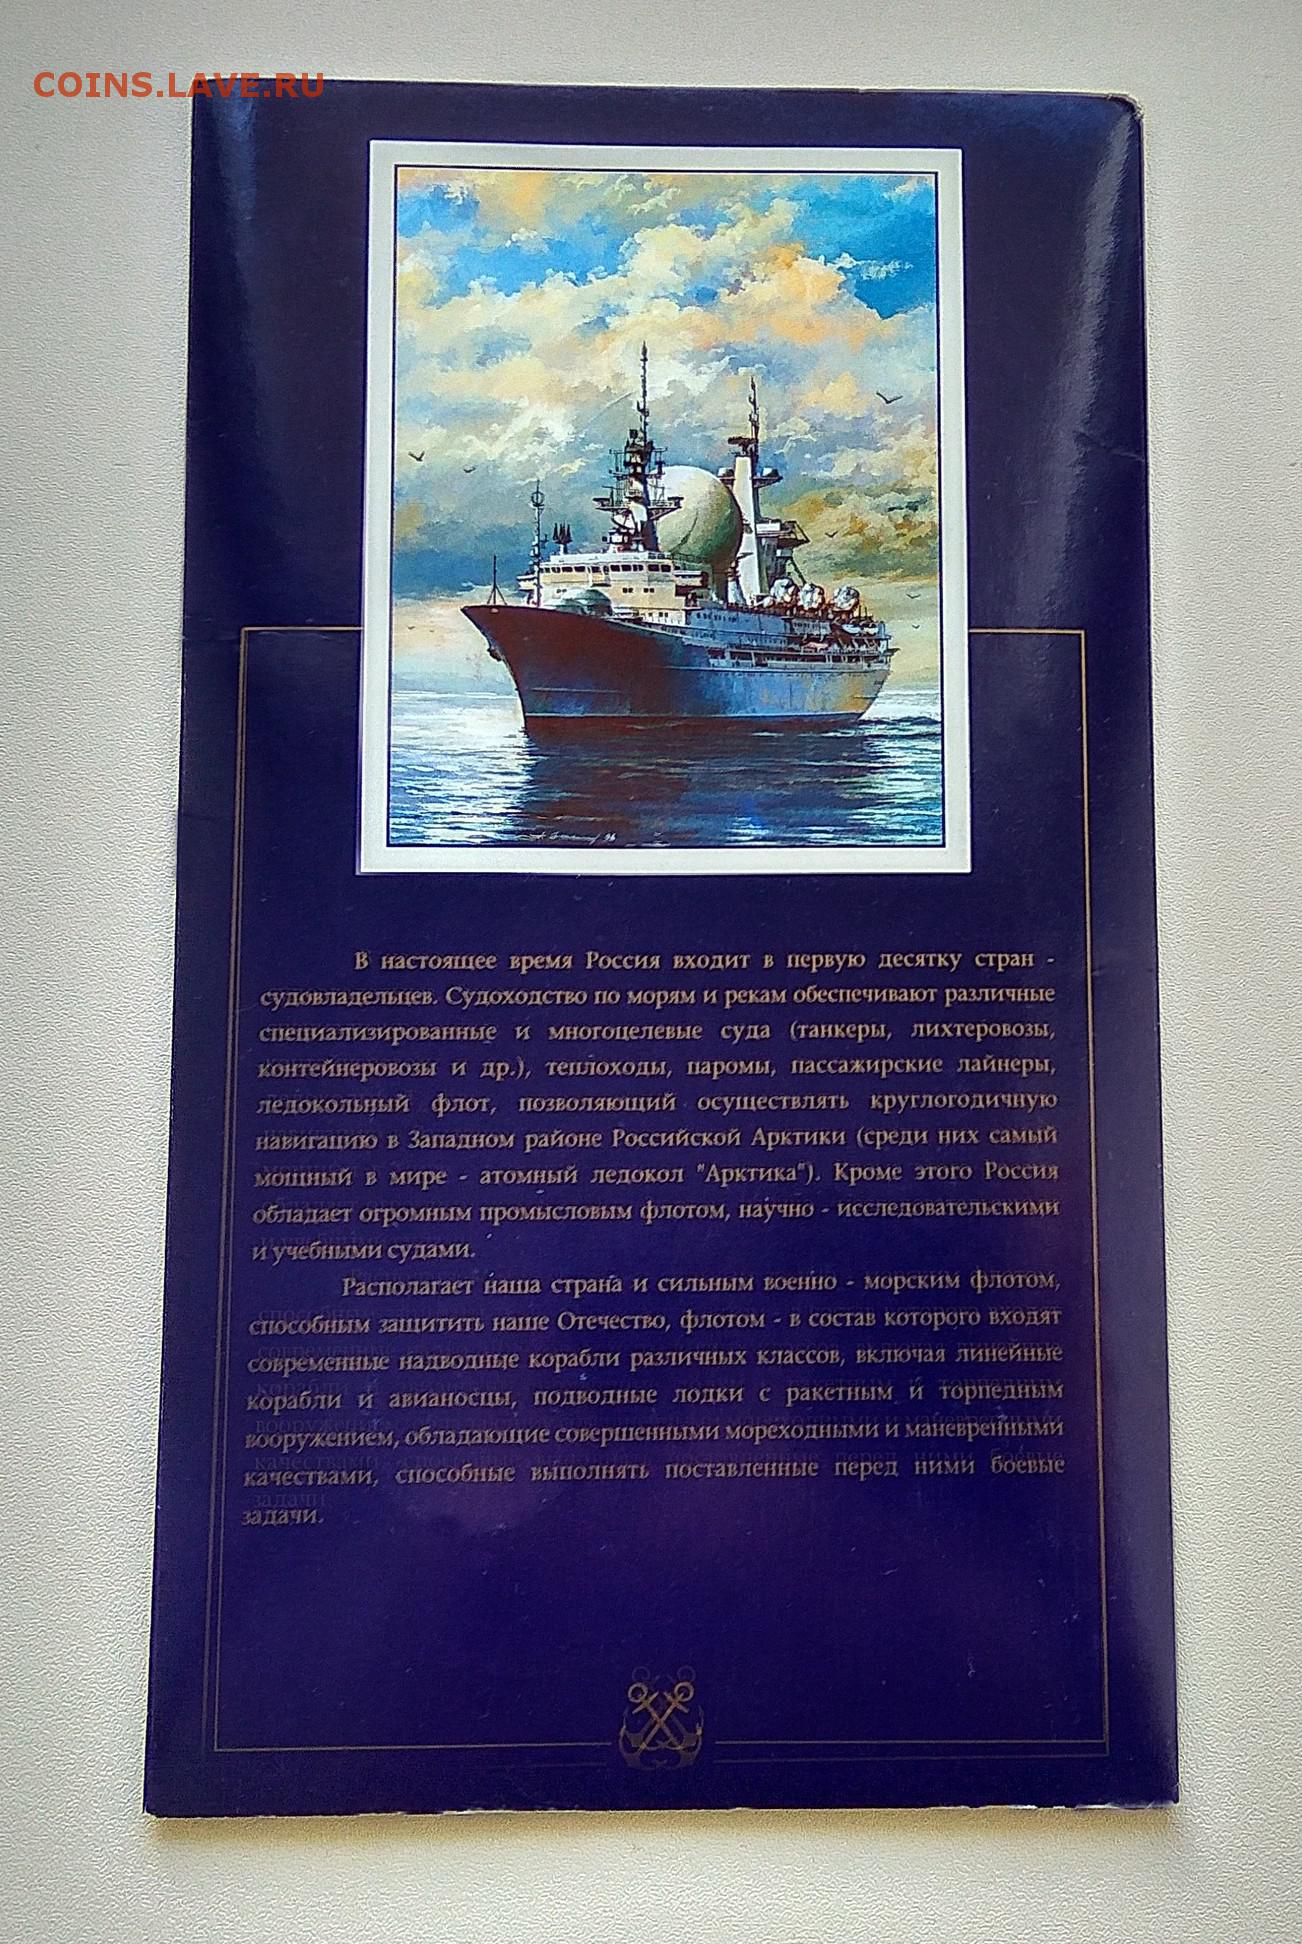 COINS.LAVE.RU
В настоящее время Россия входит в первую десятку стран -
судовладельцев. Судоходство по морям и рекам обеспечивают различные
специализированные и многоцелевые суда (танкеры, лихтеровозы,
контейнеровозы и др.), теплоходы, паромы, пассажирские лайнеры,
ледокольный флот, позволяющий осуществлять круглогодичную
навигацию в Западном районе Российской Арктики (среди них самый
мощный в мире - атомный ледокол "Арктика"). Кроме этого Россия
обладает огромным промысловым флотом, научно - исследовательскими
и учебными судами.
Располагает наша страна и сильным военно - морским флотом,
способным защитить наше Отечество, флотом - в состав которого входят
современные надводные корабли различных классов, включая линейные
корабли и авианосцы, подводные лодки с ракетным и торпедным
вооружением, обладающие совершенными мореходными и маневренными
качествами, способные выполнять поставленные перед ними боевые
задачи.